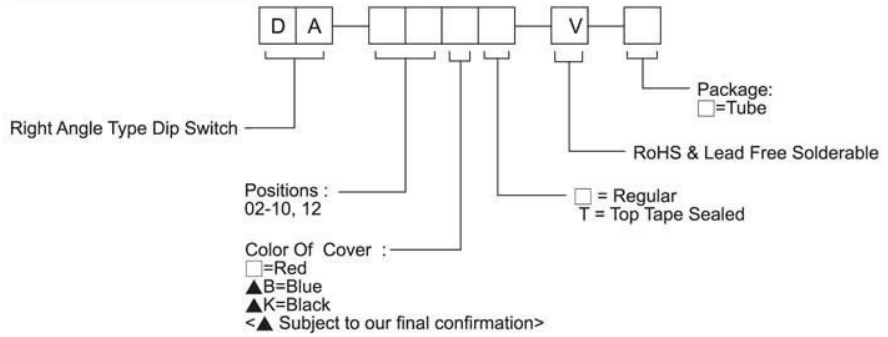 D A V
Package:
□=Tube
Right Angle Type Dip Switch
RoHS & Lead Free Solderable
Positions :
02-10, 12
□ = Regular
T = Top Tape Sealed
Color Of Cover :
□=Red
▲B=Blue
▲K=Black
<▲ Subject to our final confirmation>